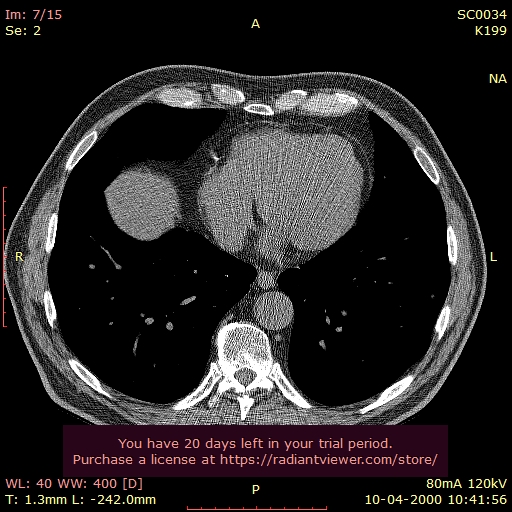 Im: 7/15
Se: 2
A
SC0034
K199
NA
R
L
You have 20 days left in your trial period.
Purchase a license at https://radiantviewer.com/store/
WL: 40 WW: 400 [D]
T: 1.3mm L: -242.0mm
P
80mA 120kV
10-04-2000 10:41:56